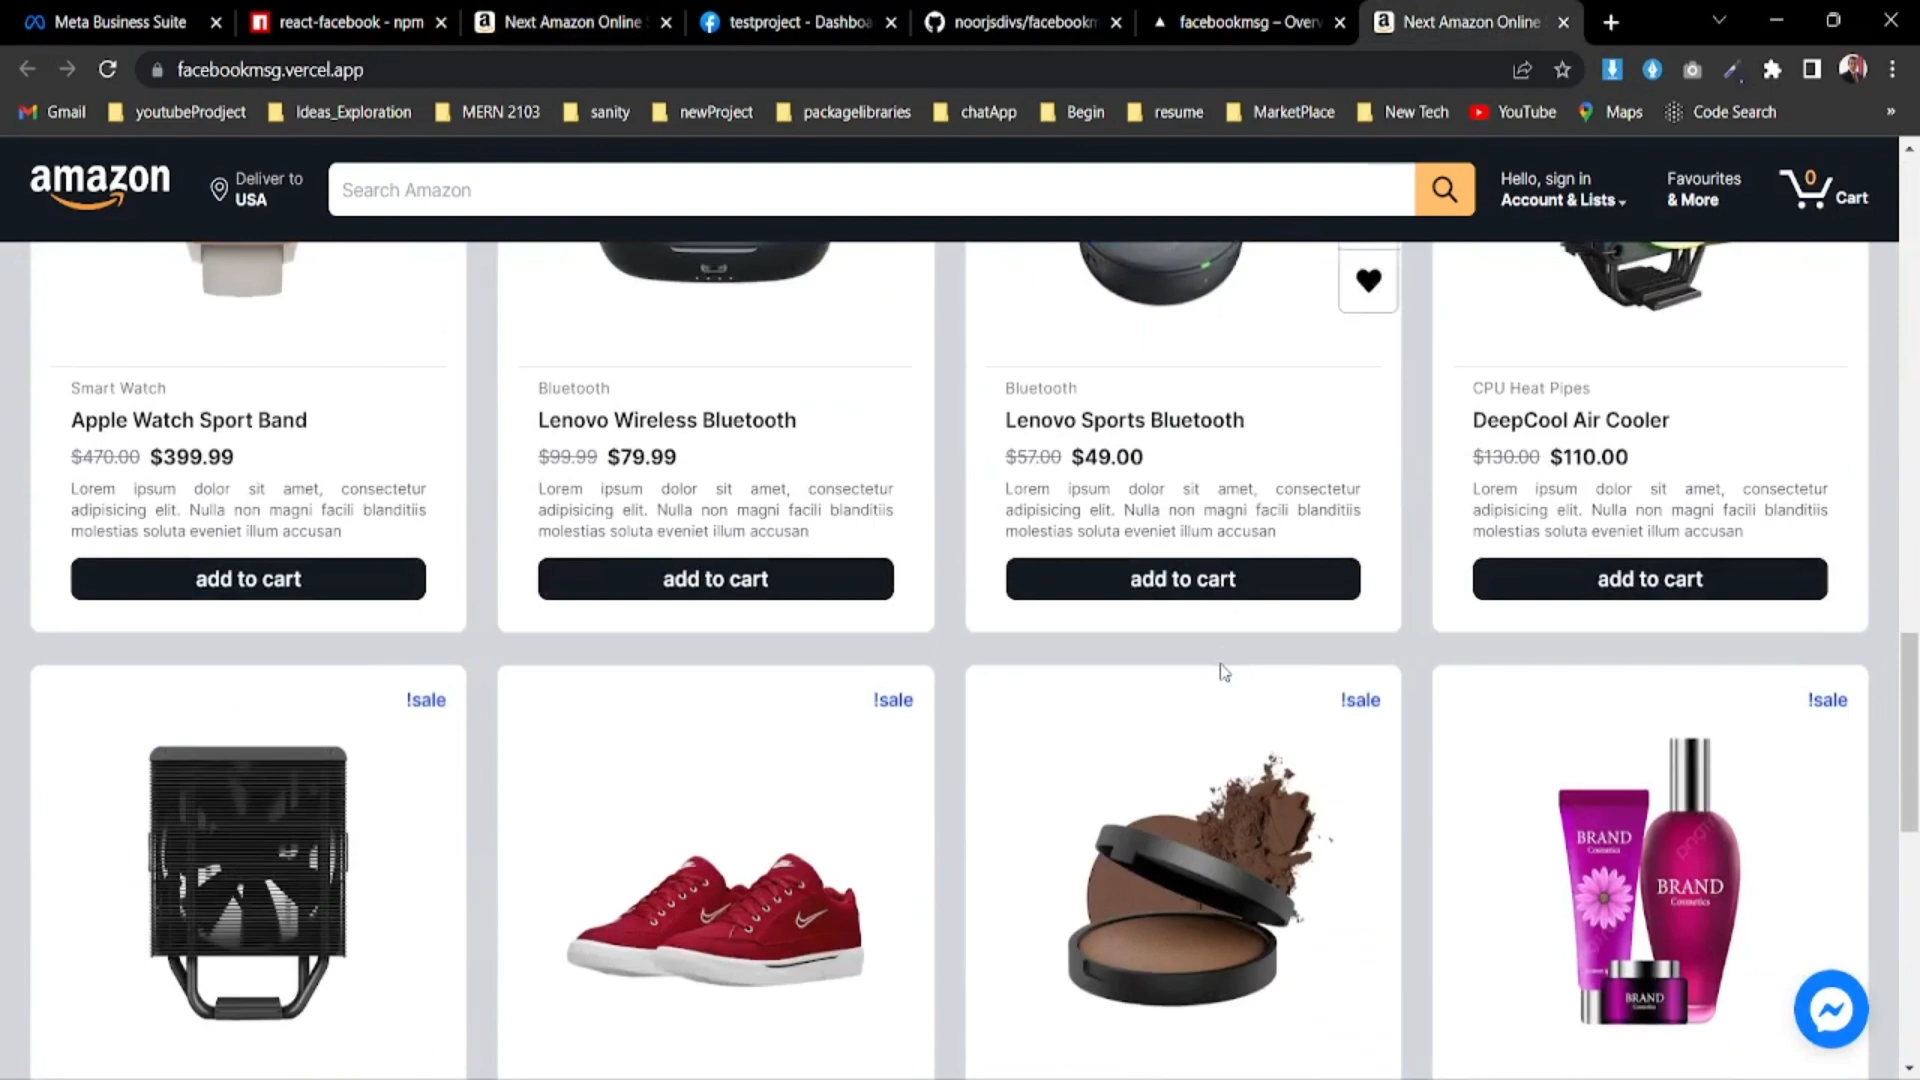 Meta Business Suite
react-facebook - npm
Next Amazon Online
testproject - Dashboa
noorjsdivs/facebookm
facebookmsg – Over
Next Amazon Online
facebookmsg.vercel.app
Gmail
youtubeProdject
Ideas_Exploration
MERN 2103
sanity
newProject
packagelibraries
chatApp
Begin
resume
MarketPlace
New Tech
YouTube
Maps
Code Search
amazon
Deliver to
USA
Search Amazon
Hello, sign in
Account & Lists
Favourites
& More
0
Cart
Smart Watch
Apple Watch Sport Band
$470.00 $399.99
Lorem ipsum dolor sit amet, consectetur
adipisicing elit. Nulla non magni facili blanditiis
molestias soluta eveniet illum accusan
add to cart
Bluetooth
Lenovo Wireless Bluetooth
$99.99 $79.99
Lorem ipsum dolor sit amet, consectetur
adipisicing elit. Nulla non magni facili blanditiis
molestias soluta eveniet illum accusan
add to cart
Bluetooth
Lenovo Sports Bluetooth
$57.00 $49.00
Lorem ipsum dolor sit amet, consectetur
adipisicing elit. Nulla non magni facili blanditiis
molestias soluta eveniet illum accusan
add to cart
CPU Heat Pipes
DeepCool Air Cooler
$130.00 $110.00
Lorem ipsum dolor sit amet, consectetur
adipisicing elit. Nulla non magni facili blanditiis
molestias soluta eveniet illum accusan
add to cart
!sale
!sale
!sale
!sale
BRAND
Cosmetics
BRAND
Cosmetics
BRAND